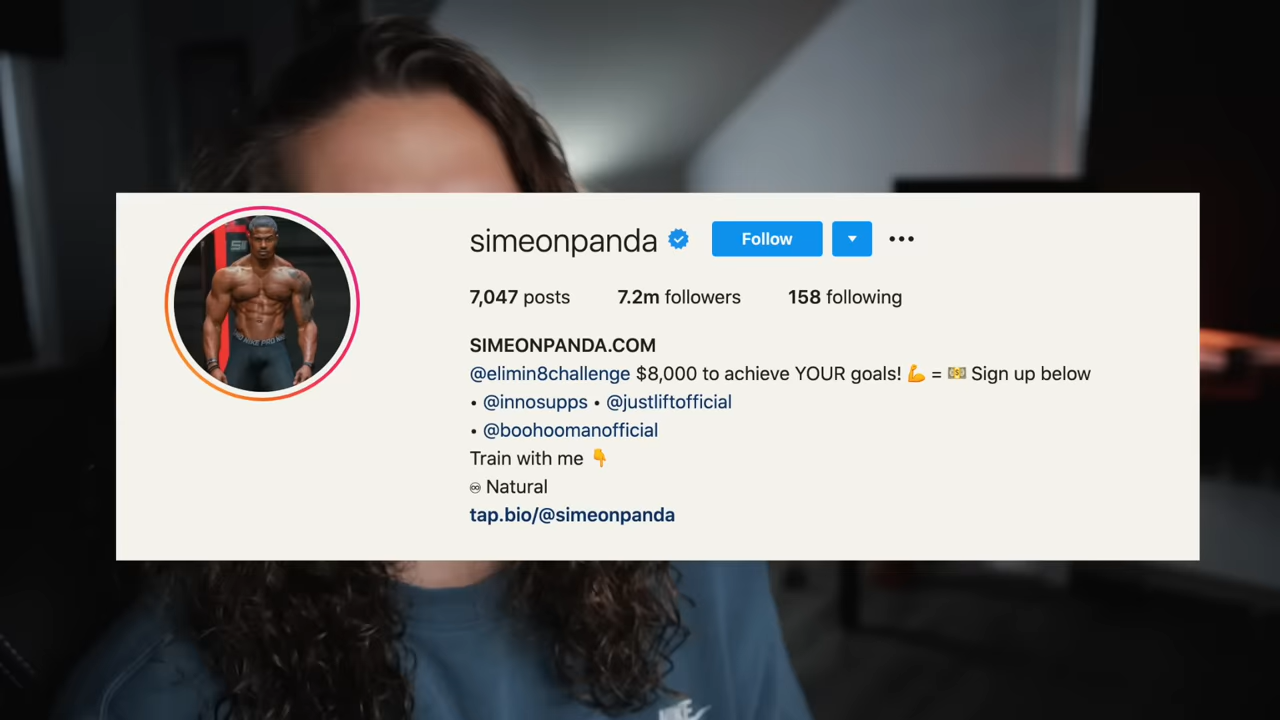 simeonpanda Follow
7,047 posts 7.2m followers 158 following
SIMEONPANDA.COM
@elimin8challenge $8,000 to achieve YOUR goals! 💪 = 💵 Sign up below
• @innosupps • @justliftofficial
• @boohoomanofficial
Train with me 👇
♾ Natural
tap.bio/@simeonpanda
NIKE